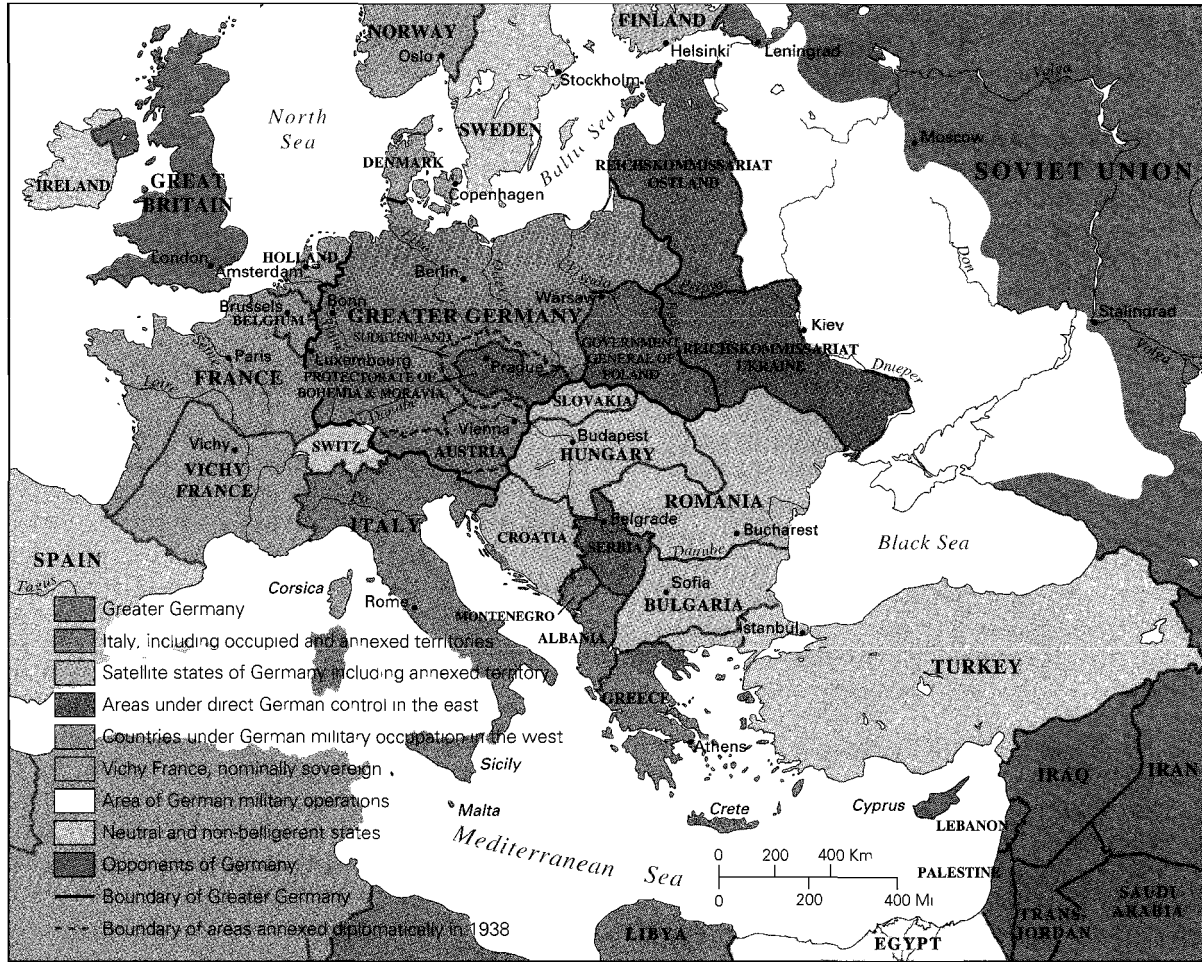 NORWAY
Oslo
FINLAND
Helsinki
Leningrad
Stockholm
Volga
North
Sea
SWEDEN
Baltic Sea
Moscow
DENMARK
REICHSKOMMISSARIAT
OSTLAND
SOVIET UNION
IRELAND
GREAT
BRITAIN
Copenhagen
London
HOLLAND
Amsterdam
Berlin
Don
Warsaw
Brussels
BELGIUM
Bonn
GREATER GERMANY
Stalingrad
Kiev
SUDETENLAND
Seine
Paris
Luxembourg
Prague
GOVERNMENT
GENERAL OF
POLAND
REICHSKOMMISSARIAT
UKRAINE
Dnieper
Volga
FRANCE
PROTECTORATE OF
BOHEMIA & MORAVIA
Loire
Danube
SLOVAKIA
Vienna
Vichy
SWITZ.
AUSTRIA
Budapest
HUNGARY
VICHY
FRANCE
ROMANIA
Po
ITALY
Belgrade
Bucharest
CROATIA
Black Sea
SERBIA
Danube
SPAIN
Tagus
Corsica
Rome
Sofia
BULGARIA
MONTENEGRO
ALBANIA
Istanbul
TURKEY
GREECE
Athens
Sicily
Malta
Crete
Cyprus
IRAQ
IRAN
LEBANON
Mediterranean Sea
PALESTINE
TRANS-
JORDAN
SAUDI
ARABIA
LIBYA
EGYPT
0 200 400 Km
0 200 400 Mi
Greater Germany
Italy, including occupied and annexed territories
Satellite states of Germany including annexed territory
Areas under direct German control in the east
Countries under German military occupation in the west
Vichy France, nominally sovereign
Area of German military operations
Neutral and non-belligerent states
Opponents of Germany
Boundary of Greater Germany
Boundary of areas annexed diplomatically in 1938